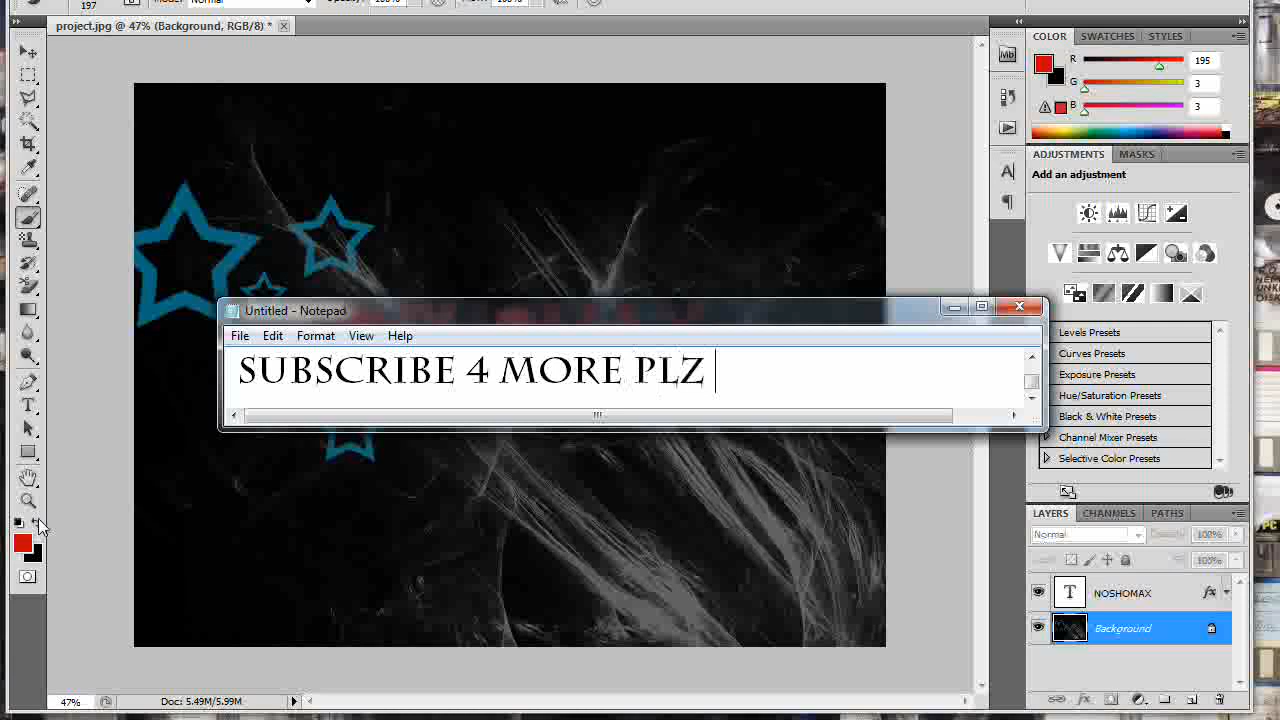 197
Normal
project.jpg @ 47% (Background, RGB/8) *
COLOR SWATCHES STYLES
R 195
G 3
B 3
Mb
ADJUSTMENTS MASKS
Add an adjustment
Untitled - Notepad
File Edit Format View Help
SUBSCRIBE 4 MORE PLZ
Levels Presets
Curves Presets
Exposure Presets
Hue/Saturation Presets
Black & White Presets
Channel Mixer Presets
Selective Color Presets
LAYERS CHANNELS PATHS
Normal Opacity: 100%
100%
T NOSHOMAX fx
Background
47% Doc: 5.49M/5.99M